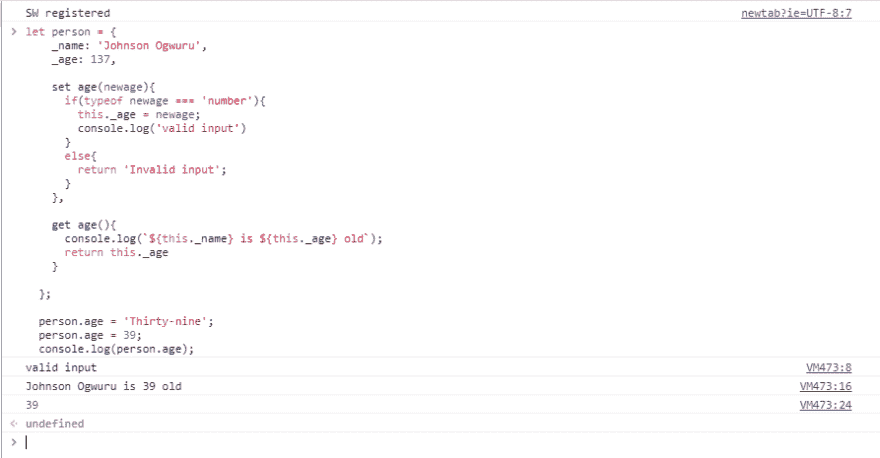 SW registered newtab?ie=UTF-8:7
> let person = {
_name: 'Johnson Ogwuru',
_age: 137,
set age(newage){
if(typeof newage === 'number'){
this._age = newage;
console.log('valid input')
}
else{
return 'Invalid input';
}
},
get age(){
console.log(`${this._name} is ${this._age} old`);
return this._age
}
};
person.age = 'Thirty-nine';
person.age = 39;
console.log(person.age);
valid input VM473:8
Johnson Ogwuru is 39 old VM473:16
39 VM473:24
<· undefined
>